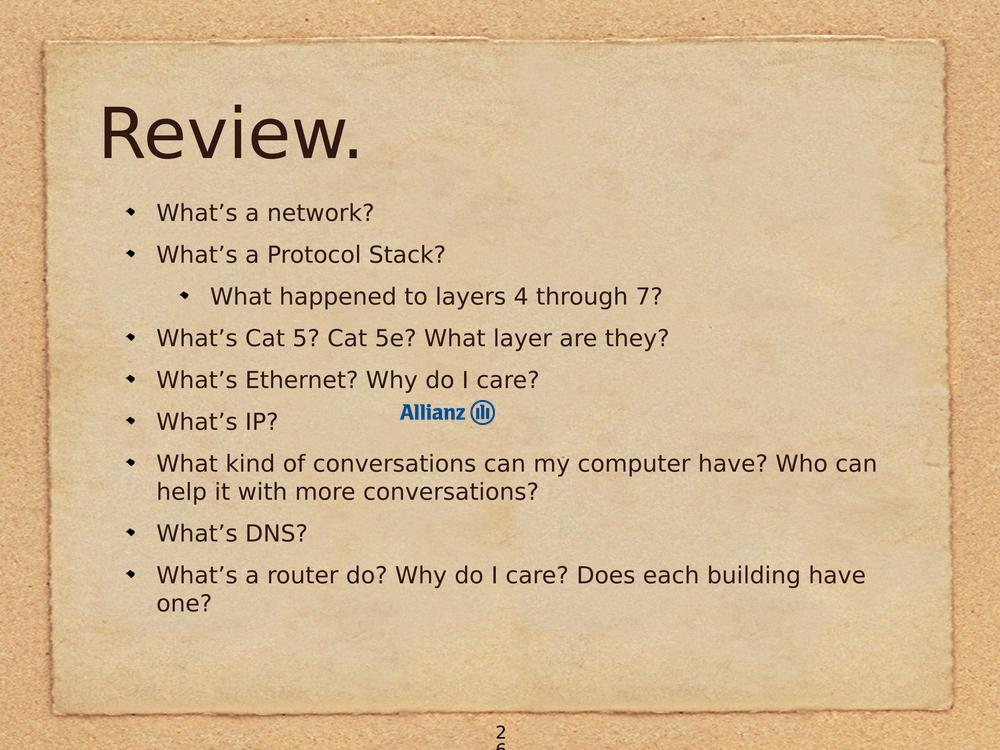 Review.
What’s a network?
What’s a Protocol Stack?
What happened to layers 4 through 7?
What’s Cat 5? Cat 5e? What layer are they?
What’s Ethernet? Why do I care?
Allianz
What’s IP?
What kind of conversations can my computer have? Who can
help it with more conversations?
What’s DNS?
What’s a router do? Why do I care? Does each building have
one?
2
6